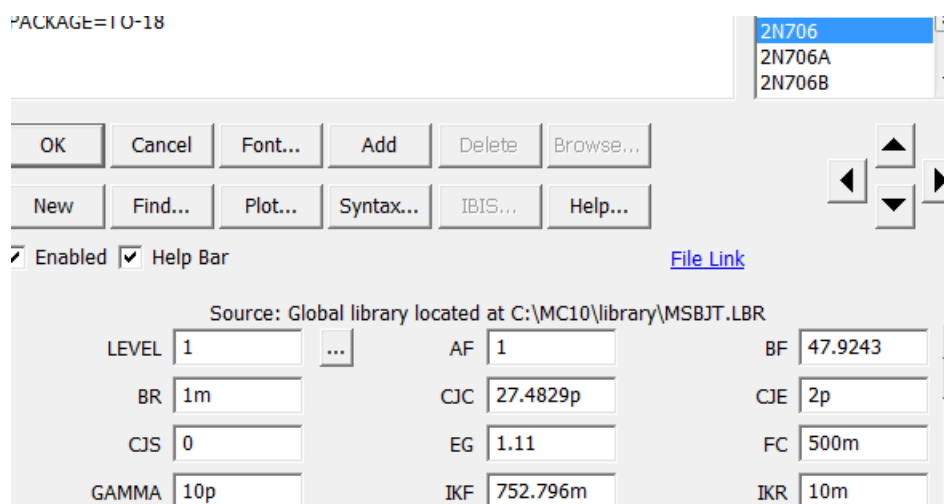 PACKAGE=TO-18
2N706
2N706A
2N706B
OK Cancel Font... Add Delete Browse...
New Find... Plot... Syntax... IBIS... Help...
Enabled Help Bar File Link
Source: Global library located at C:\MC10\library\MSBJT.LBR
LEVEL 1 ... AF 1 BF 47.9243
BR 1m CJC 27.4829p CJE 2p
CJS 0 EG 1.11 FC 500m
GAMMA 10p IKF 752.796m IKR 10m